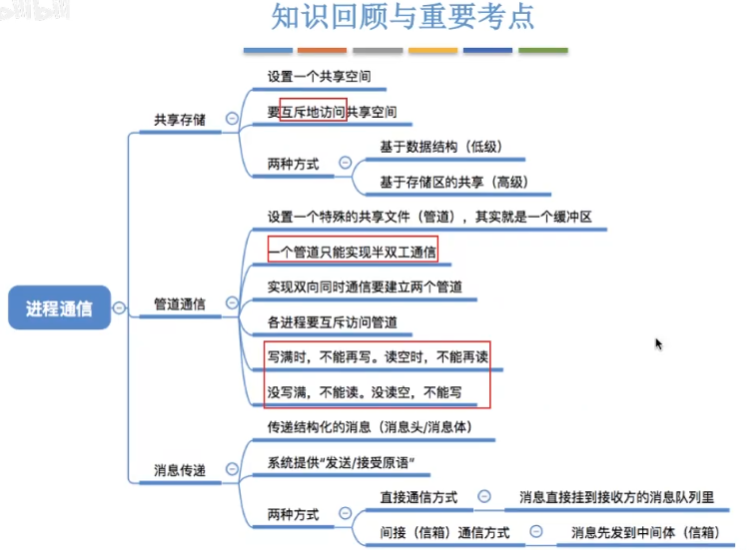 知识回顾与重要考点
设置一个共享空间
共享存储
要互斥地访问共享空间
两种方式
基于数据结构（低级）
基于存储区的共享（高级）
设置一个特殊的共享文件（管道），其实就是一个缓冲区
一个管道只能实现半双工通信
进程通信
管道通信
实现双向同时通信要建立两个管道
各进程要互斥访问管道
写满时，不能再写。读空时，不能再读
没写满，不能读。没读空，不能写
传递结构化的消息（消息头/消息体）
消息传递
系统提供“发送/接受原语”
两种方式
直接通信方式
消息直接挂到接收方的消息队列里
间接（信箱）通信方式
消息先发到中间体（信箱）